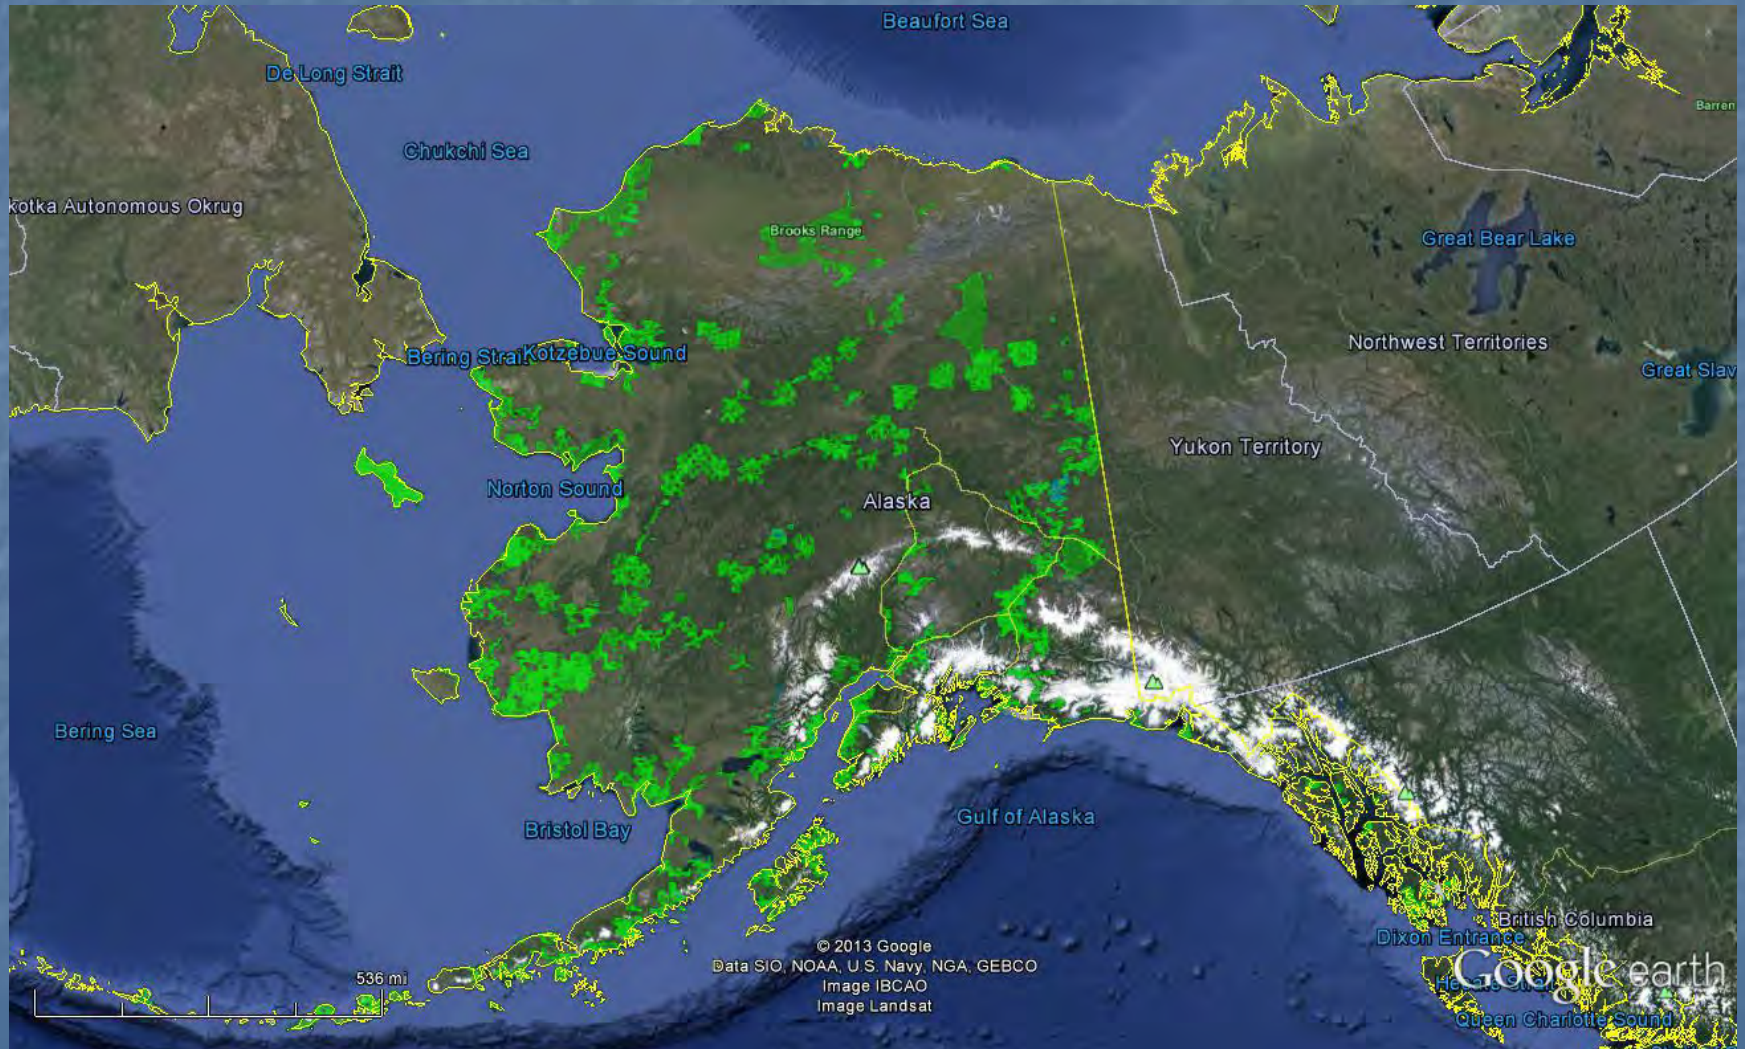 Beaufort Sea
De Long Strait
Barren
Chukchi Sea
kotka Autonomous Okrug
Brooks Range
Great Bear Lake
Northwest Territories
Bering Strait
Kotzebue Sound
Great Slav
Yukon Territory
Norton Sound
Alaska
Bering Sea
Gulf of Alaska
Bristol Bay
British Columbia
Dixon Entrance
© 2013 Google
Data SIO, NOAA, U.S. Navy, NGA, GEBCO
Image IBCAO
Image Landsat
536 mi
Google earth
Queen Charlotte Sound